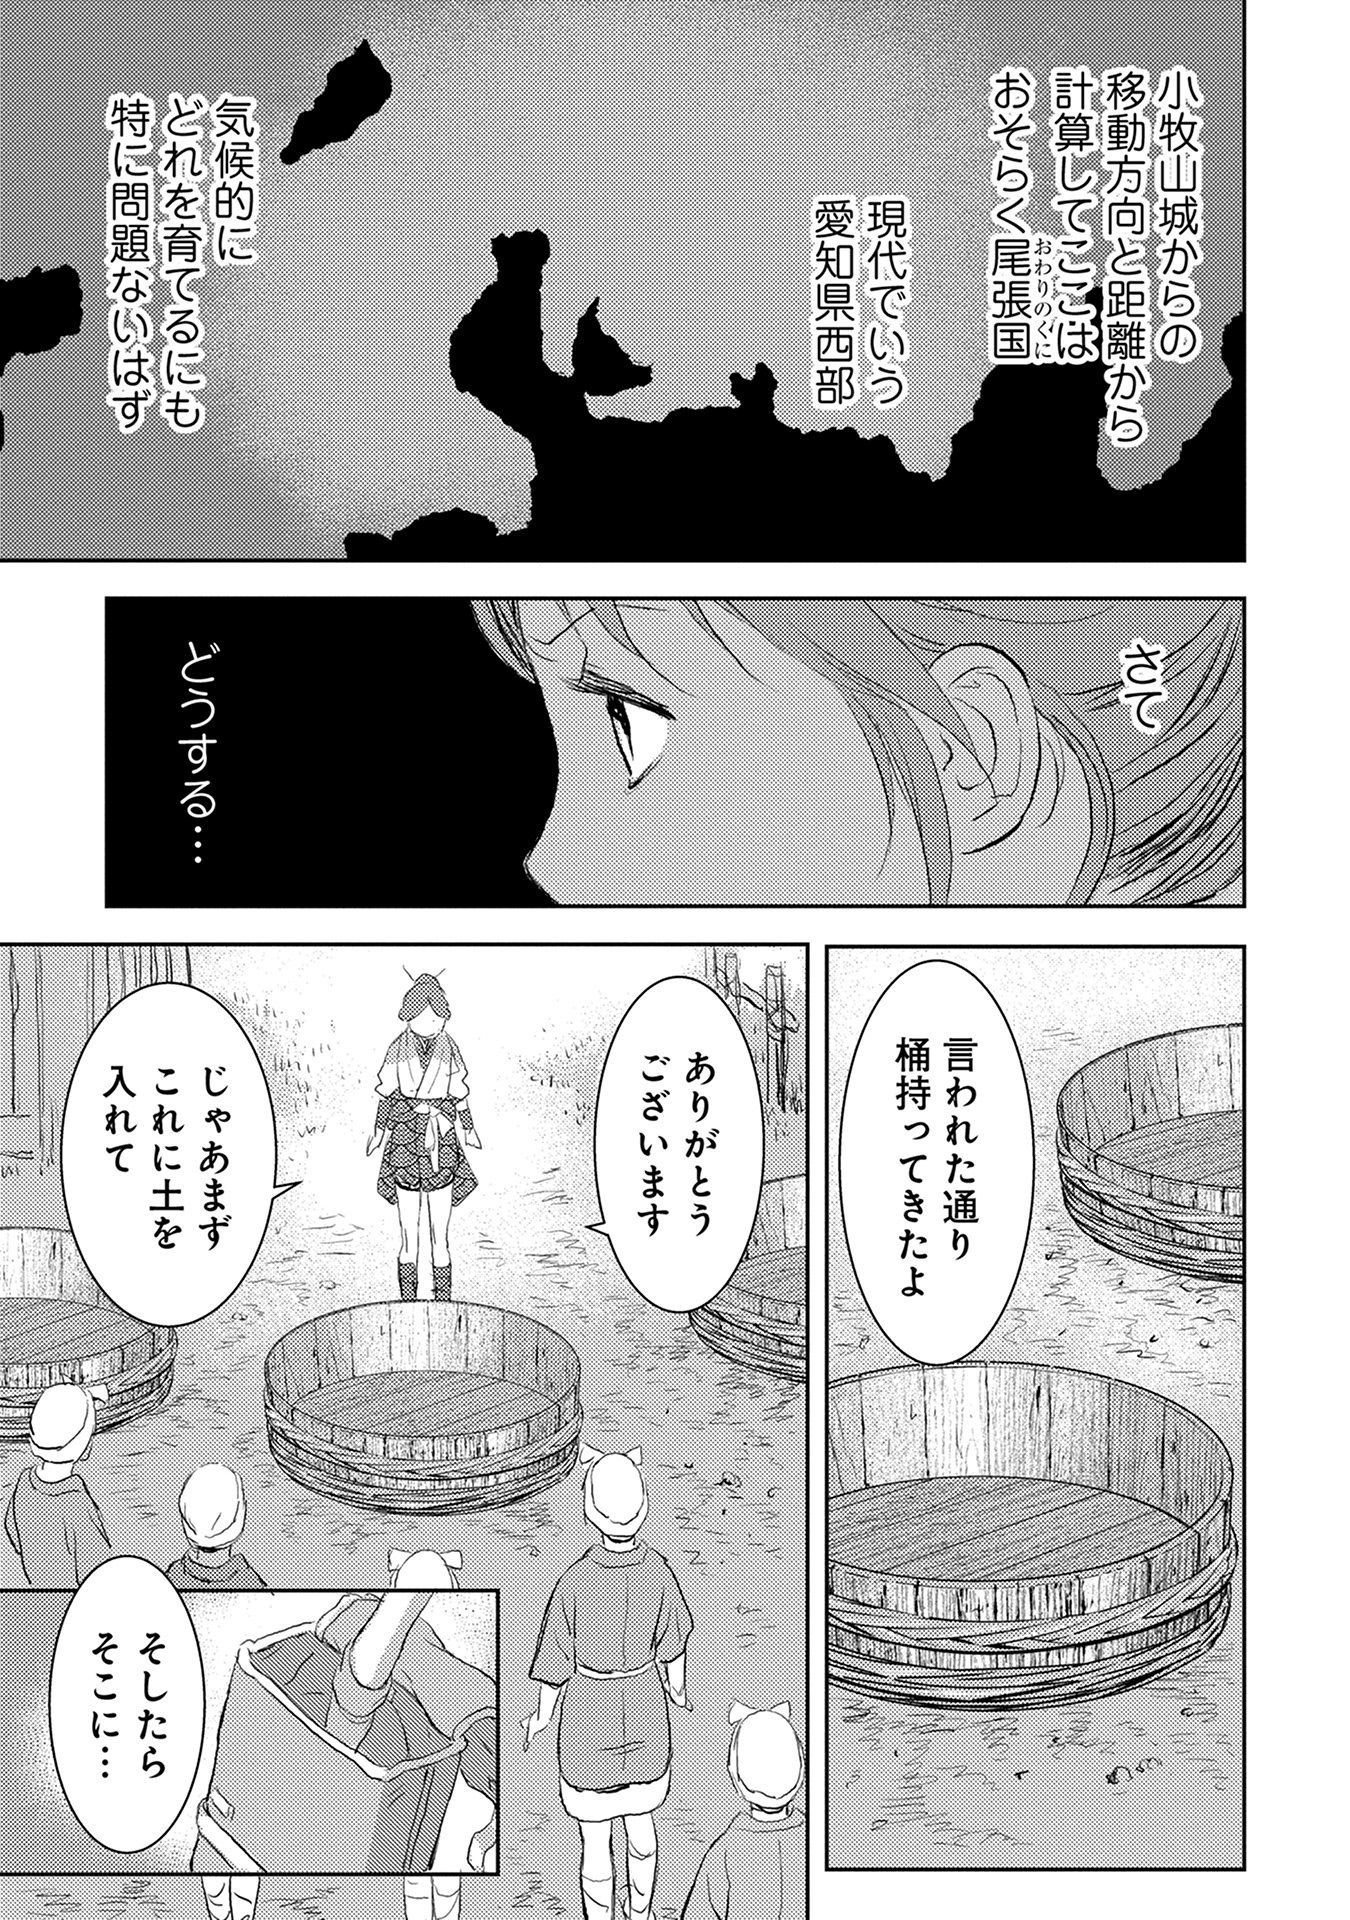 小牧山城からの
移動方向と距離から
計算してここは
おそらく尾張国
おわりのくに
現代でいう
愛知県西部
気候的に
どれを育てるにも
特に問題ないはず
さて
どうする…
言われた通り
桶持ってきたよ
ありがとう
ございます
じゃあまず
これに土を
入れて
そしたら
そこに…